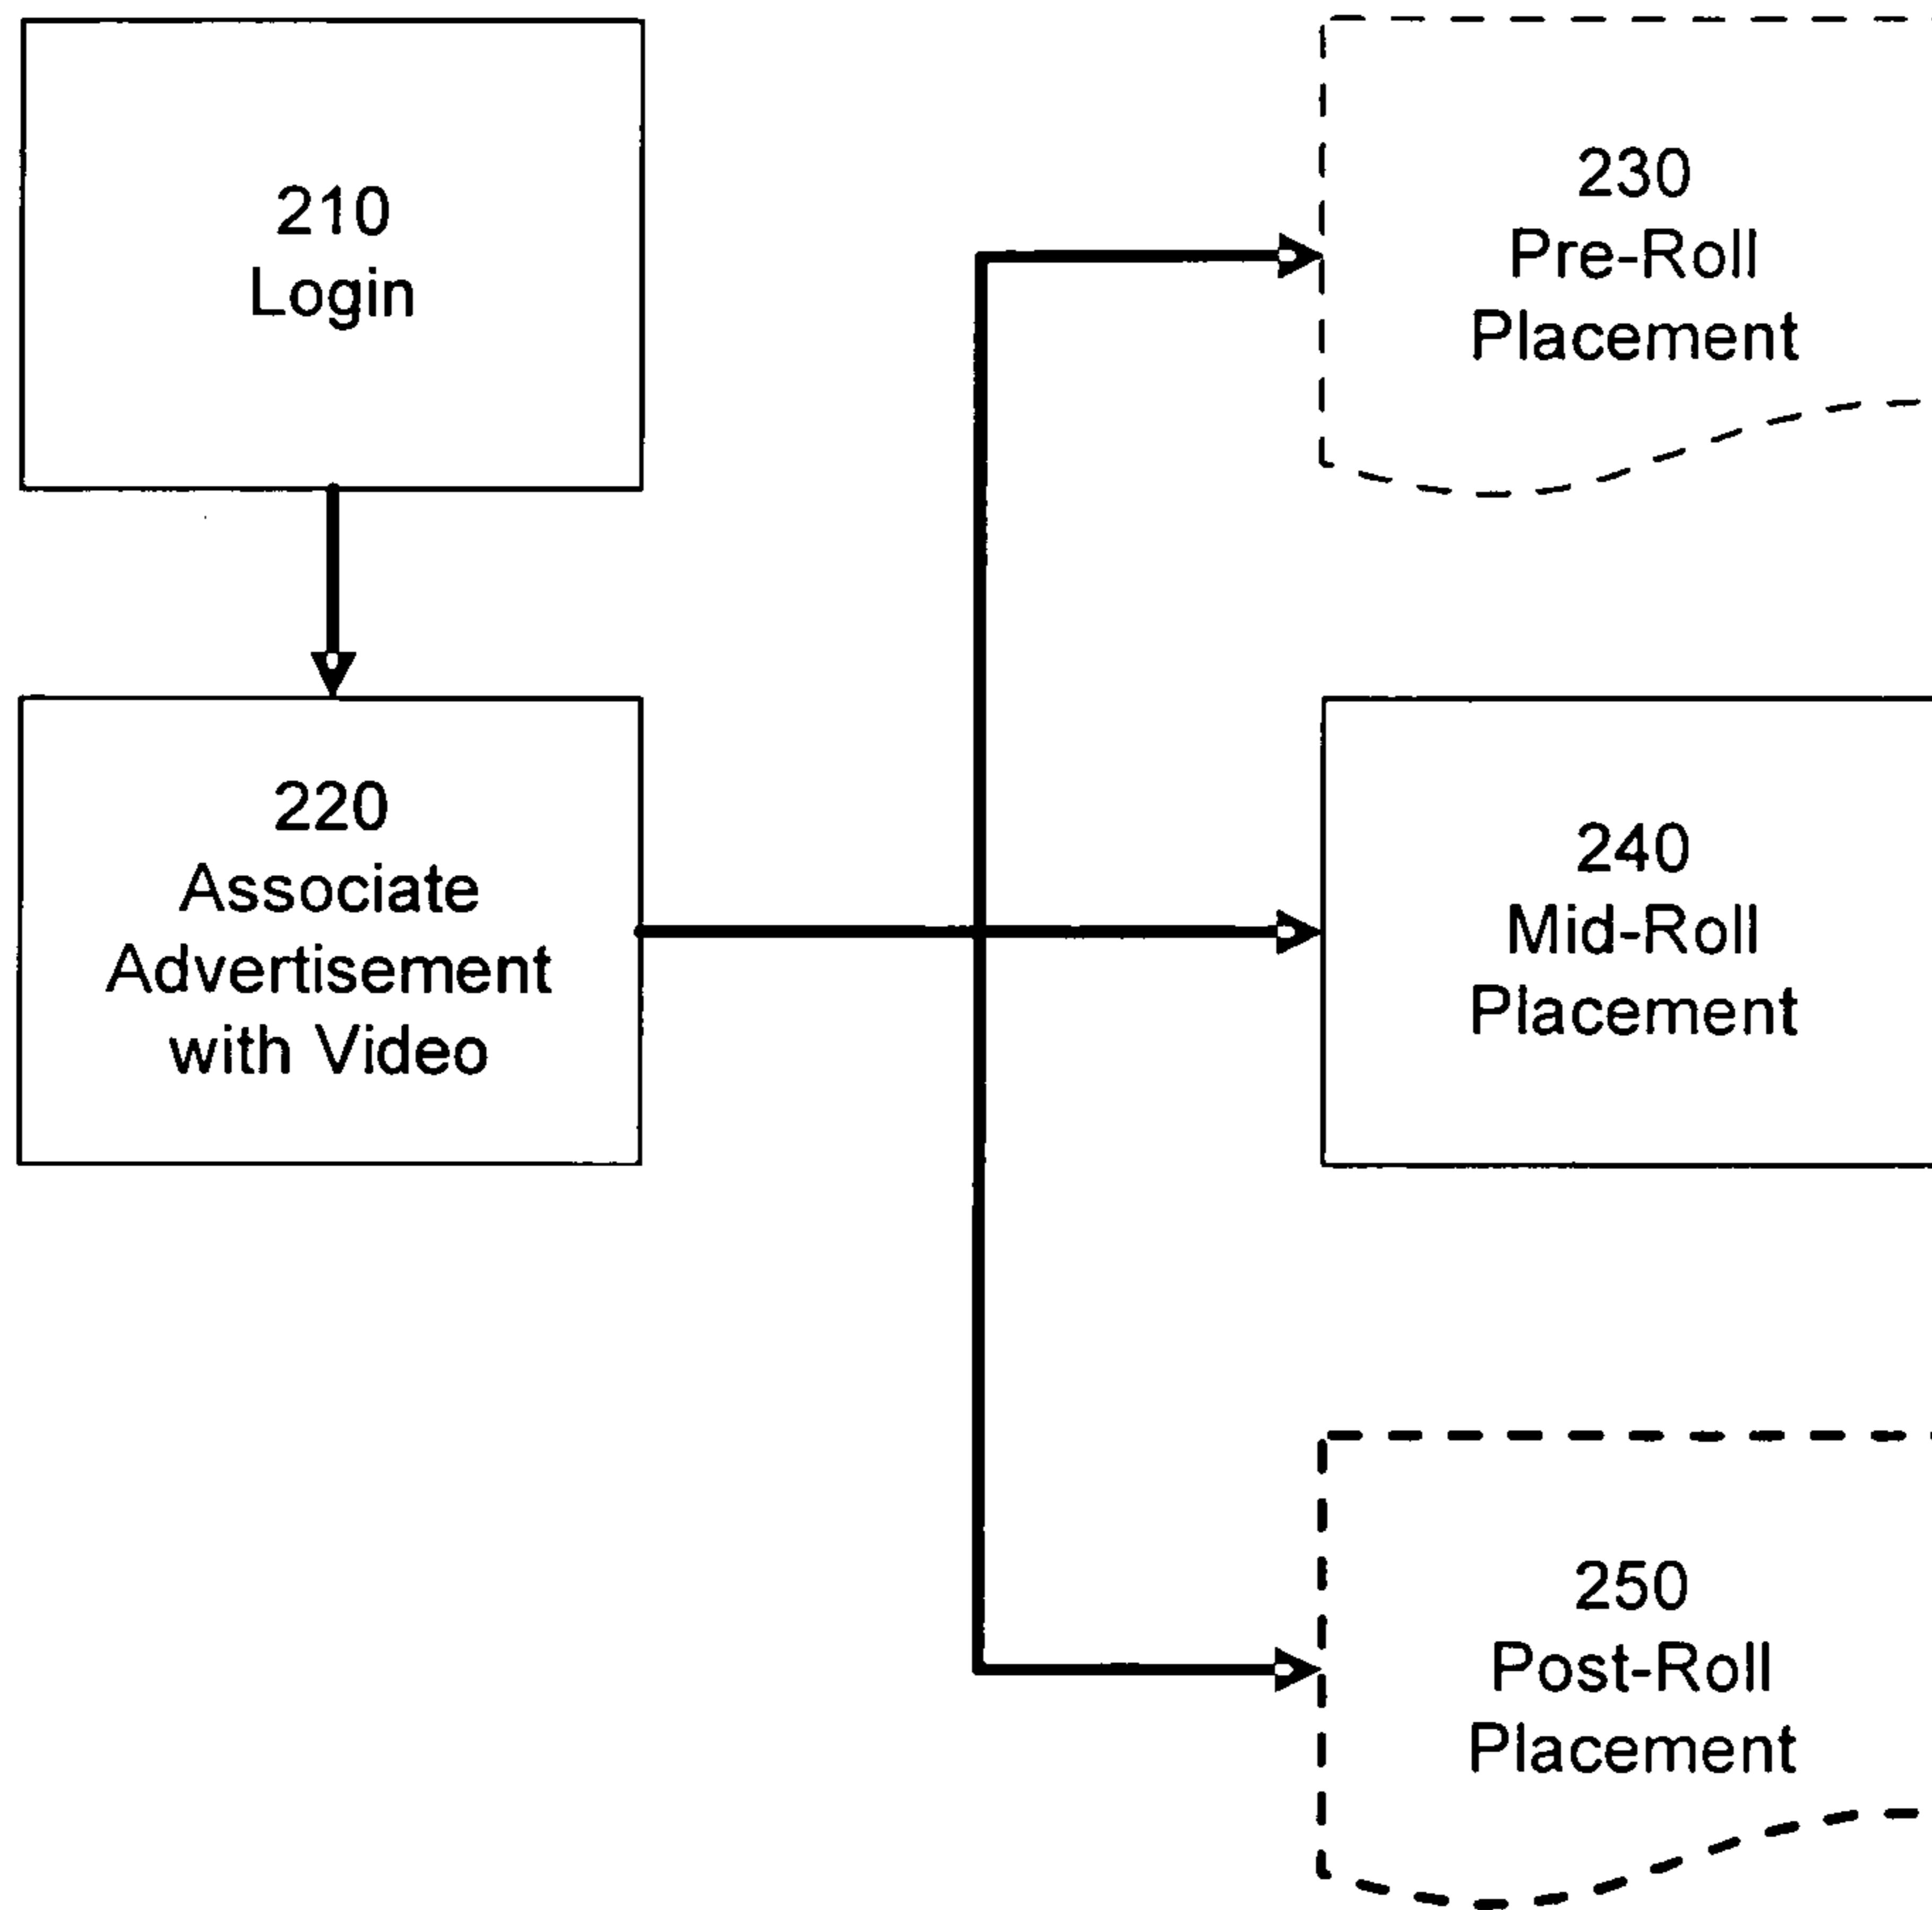 210
Login
220
Associate
Advertisement
with Video
230
Pre-Roll
Placement
240
Mid-Roll
Placement
250
Post-Roll
Placement